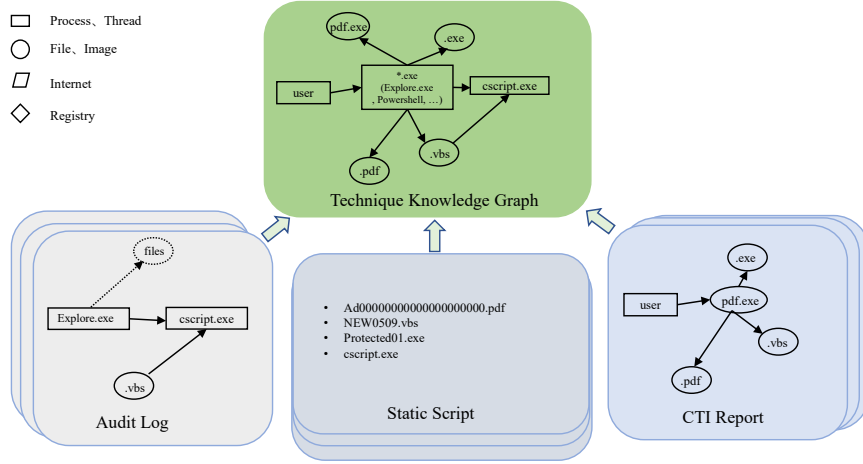 Process、Thread
File、Image
Internet
Registry
pdf.exe
.exe
user
*.exe
(Explore.exe
, Powershell, …)
cscript.exe
.pdf
.vbs
Technique Knowledge Graph
files
Explore.exe
cscript.exe
.vbs
Audit Log
• Ad00000000000000000000.pdf
• NEW0509.vbs
• Protected01.exe
• cscript.exe
Static Script
.exe
user
pdf.exe
.vbs
.pdf
CTI Report